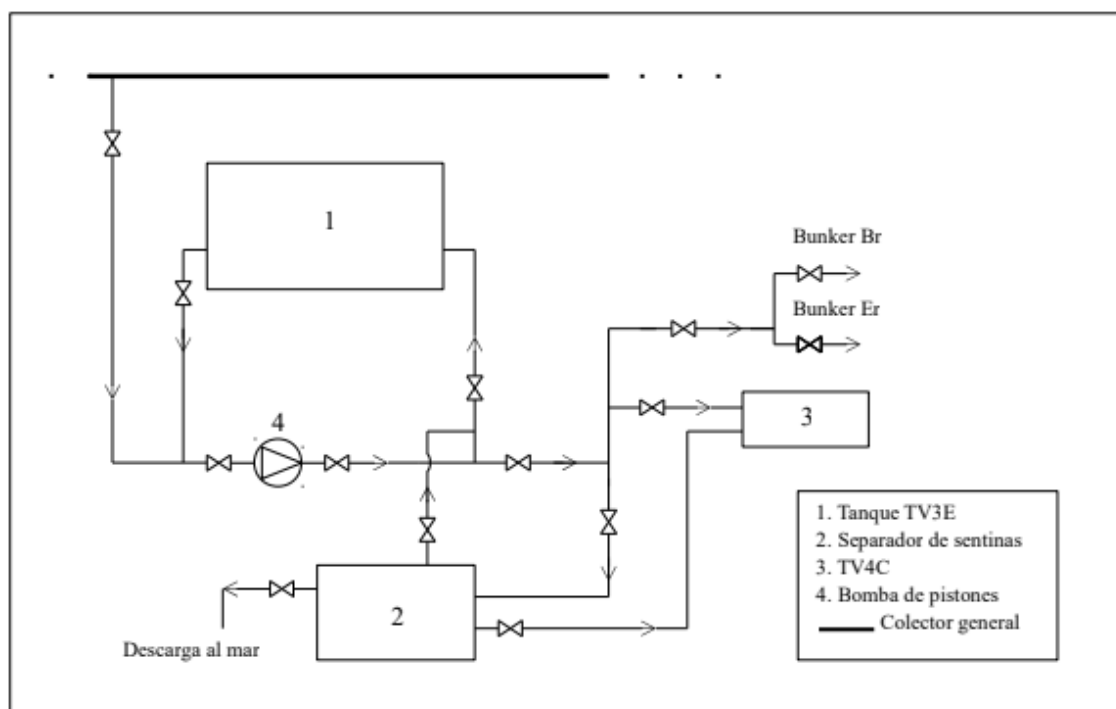 1
Bunker Br
Bunker Er
4
3
2
Descarga al mar
1. Tanque TV3E
2. Separador de sentinas
3. TV4C
4. Bomba de pistones
Colector general